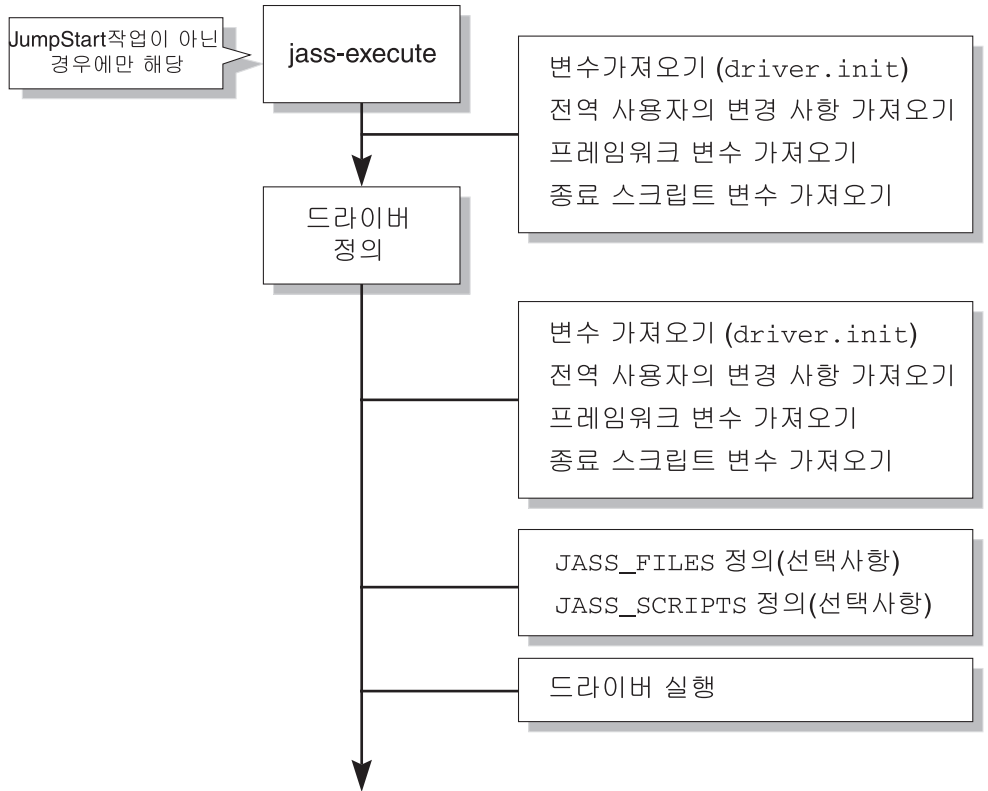 JumpStart작업이 아닌
경우에만 해당
jass-execute
변수가져오기 (driver.init)
전역 사용자의 변경 사항 가져오기
프레임워크 변수 가져오기
종료 스크립트 변수 가져오기
드라이버
정의
변수 가져오기 (driver.init)
전역 사용자의 변경 사항 가져오기
프레임워크 변수 가져오기
종료 스크립트 변수 가져오기
JASS_FILES 정의(선택사항)
JASS_SCRIPTS 정의(선택사항)
드라이버 실행